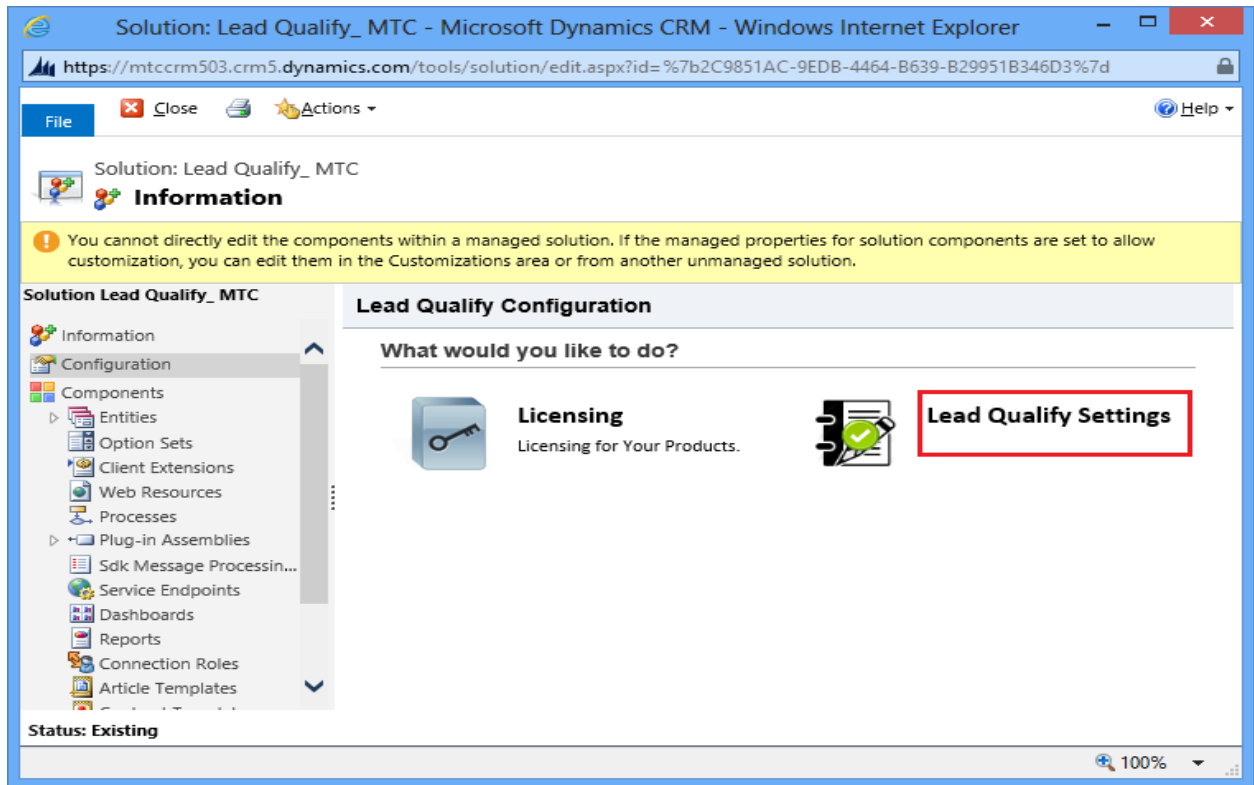 Solution: Lead Qualify_ MTC - Microsoft Dynamics CRM - Windows Internet Explorer
https://mtccrm503.crm5.dynamics.com/tools/solution/edit.aspx?id=%7b2C9851AC-9EDB-4464-B639-B29951B346D3%7d
File Close Actions Help
Solution: Lead Qualify_ MTC
Information
You cannot directly edit the components within a managed solution. If the managed properties for solution components are set to allow
customization, you can edit them in the Customizations area or from another unmanaged solution.
Solution Lead Qualify_ MTC
Information
Configuration
Components
Entities
Option Sets
Client Extensions
Web Resources
Processes
Plug-in Assemblies
Sdk Message Processin...
Service Endpoints
Dashboards
Reports
Connection Roles
Article Templates
Lead Qualify Configuration
What would you like to do?
Licensing
Licensing for Your Products.
Lead Qualify Settings
Status: Existing
100%